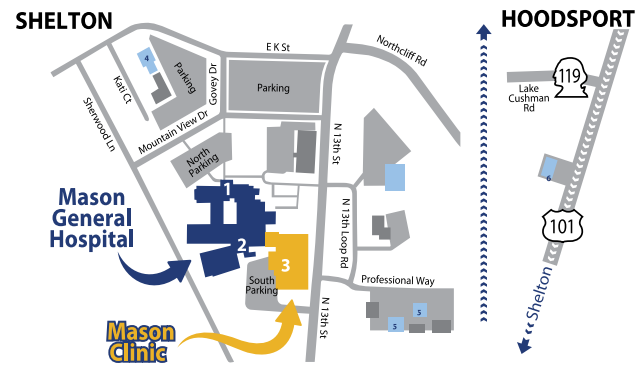 SHELTON
HOODSPORT
E K St
Northcliff Rd
4
Parking
Govey Dr
Kati Ct
Parking
119
Lake
Cushman
Rd
Sherwood Ln
Mountain View Dr
N 13th St
North
Parking
6
1
Mason
General
Hospital
N 13th Loop Rd
101
2
3
South
Parking
Professional Way
Shelton
5
5
N 13th St
Mason
Clinic